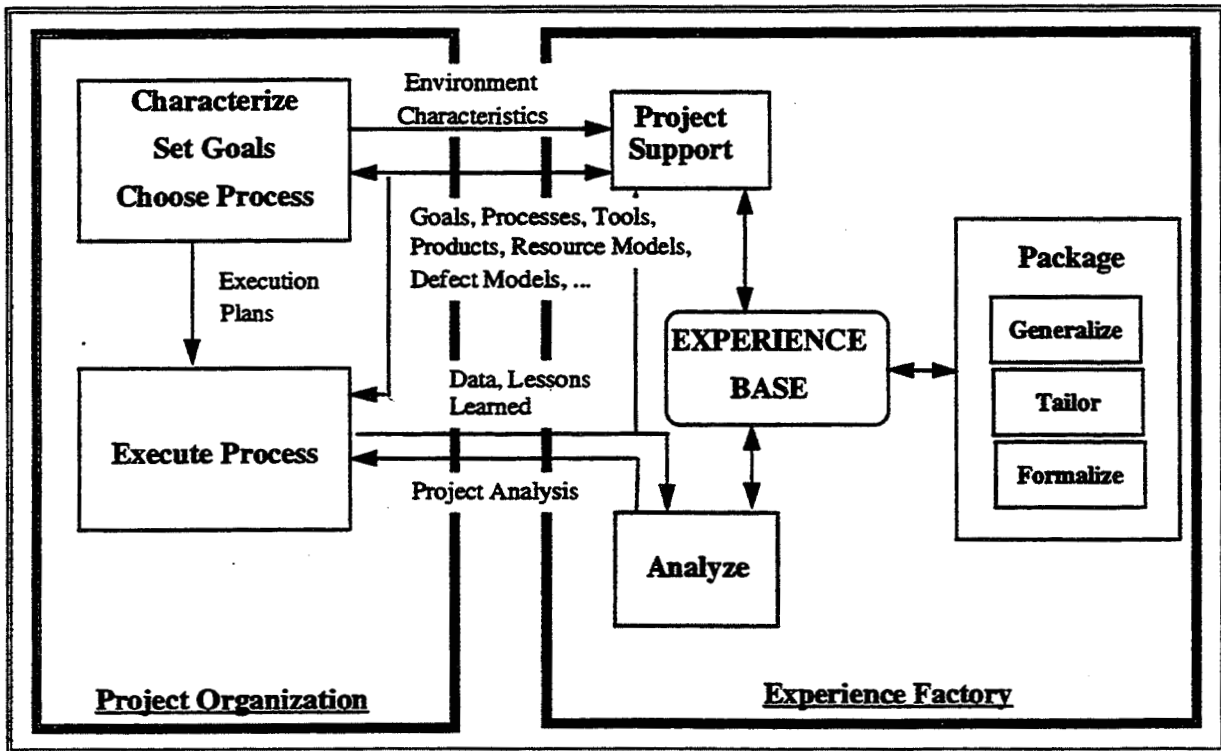 Characterize
Set Goals
Choose Process
Environment
Characteristics
Project
Support
Goals, Processes, Tools,
Products, Resource Models,
Defect Models, ...
Execution
Plans
Package
Generalize
Tailor
Formalize
EXPERIENCE
BASE
Data, Lessons
Learned
Execute Process
Project Analysis
Analyze
Project Organization
Experience Factory